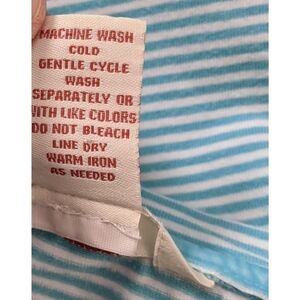 MACHINE WASH
COLD
GENTLE CYCLE
WASH
SEPARATELY OR
WITH LIKE COLORS
DO NOT BLEACH
LINE DRY
WARM IRON
AS NEEDED